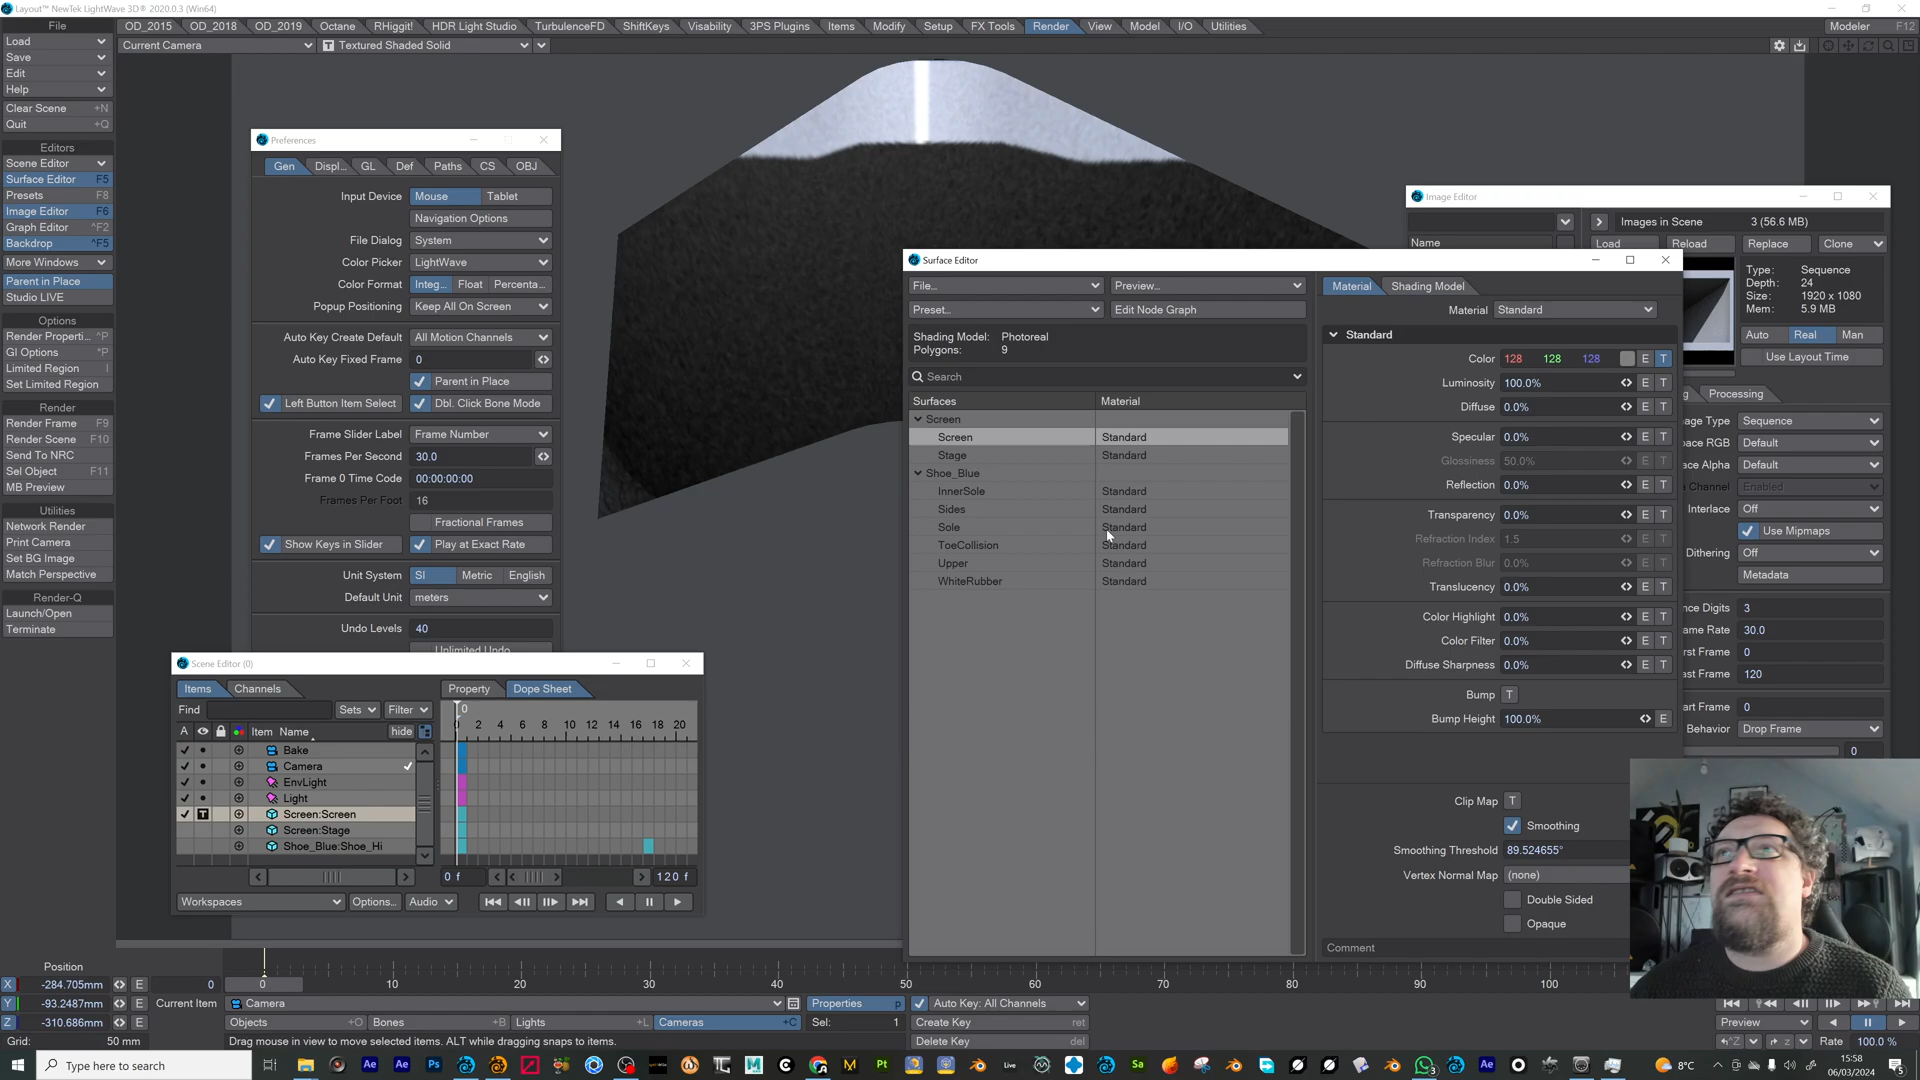 Layout™ NewTek LightWave 3D® 2020.0.3 (Win64)
File
OD_2015 OD_2018 OD_2019 Octane RHiggit! HDR Light Studio TurbulenceFD ShiftKeys Visability 3PS Plugins Items Modify Setup FX Tools Render View Model I/O Utilities Modeler F12
Load
Current Camera
T Textured Shaded Solid
Save
Edit
Help
Clear Scene +N
Quit +Q
Editors
Scene Editor
Surface Editor F5
Presets F8
Image Editor F6
Graph Editor ^F2
Backdrop ^F5
More Windows
Parent in Place
Studio LIVE
Options
Render Properti... ^P
GI Options *P
Limited Region l
Set Limited Region
Render
Render Frame F9
Render Scene F10
Send To NRC
Sel Object F11
MB Preview
Utilities
Network Render
Print Camera
Set BG Image
Match Perspective
Render-Q
Launch/Open
Terminate
Preferences
Gen Displ... GL Def Paths CS OBJ
Input Device Mouse Tablet
Navigation Options
File Dialog System
Color Picker LightWave
Color Format Integ... Float Percenta...
Popup Positioning Keep All On Screen
Auto Key Create Default All Motion Channels
Auto Key Fixed Frame 0
Parent in Place
Left Button Item Select Dbl. Click Bone Mode
Frame Slider Label Frame Number
Frames Per Second 30.0
Frame 0 Time Code 00:00:00:00
Frames Per Foot 16
Fractional Frames
Show Keys in Slider Play at Exact Rate
Unit System SI Metric English
Default Unit meters
Undo Levels 40
Unlimited Undo
Scene Editor (0)
Items Channels Property Dope Sheet
Find Sets Filter 0
0 2 4 6 8 10 12 14 16 18 20
A Item Name hide
Bake
Camera
EnvLight
Light
T Screen:Screen
Screen:Stage
Shoe_Blue:Shoe_Hi
0 f 120 f
Workspaces Options... Audio
Surface Editor
File... Preview...
Preset... Edit Node Graph
Shading Model: Photoreal
Polygons: 9
Search
Surfaces Material
Screen
Screen Standard
Stage Standard
Shoe_Blue
InnerSole Standard
Sides Standard
Sole Standard
ToeCollision Standard
Upper Standard
WhiteRubber Standard
Material Shading Model
Material Standard
Standard
Color 128 128 128 E T
Luminosity 100.0% E T
Diffuse 0.0% E T
Specular 0.0% E T
Glossiness 50.0% E T
Reflection 0.0% E T
Transparency 0.0% E T
Refraction Index 1.5 E T
Refraction Blur 0.0% E T
Translucency 0.0% E T
Color Highlight 0.0% E T
Color Filter 0.0% E T
Diffuse Sharpness 0.0% E T
Bump T
Bump Height 100.0% E
Clip Map T
Smoothing
Smoothing Threshold 89.524655°
Vertex Normal Map (none)
Double Sided
Opaque
Comment
Image Editor
Images in Scene 3 (56.6 MB)
Name Load Reload Replace Clone
Type: Sequence
Depth: 24
Size: 1920 x 1080
Mem: 5.9 MB
Auto Real Man
Use Layout Time
Processing
Sequence
Default
Default
Enabled
Off
Use Mipmaps
Dithering Off
Metadata
3
30.0
0
120
0
Behavior Drop Frame
0
Position
X -284.705mm E
Y -93.2487mm E
Z -310.686mm E
Grid: 50 mm
0 0 10 20 30 40 50 60 70 80 90 100
Current Item Camera Properties p Auto Key: All Channels
Objects +O Bones +B Lights +L Cameras +C Sel: 1 Create Key ret
Drag mouse in view to move selected items. ALT while dragging snaps to items. Delete Key del
Preview
Rate 100.0 %
Type here to search
8°C
15:58
06/03/2024